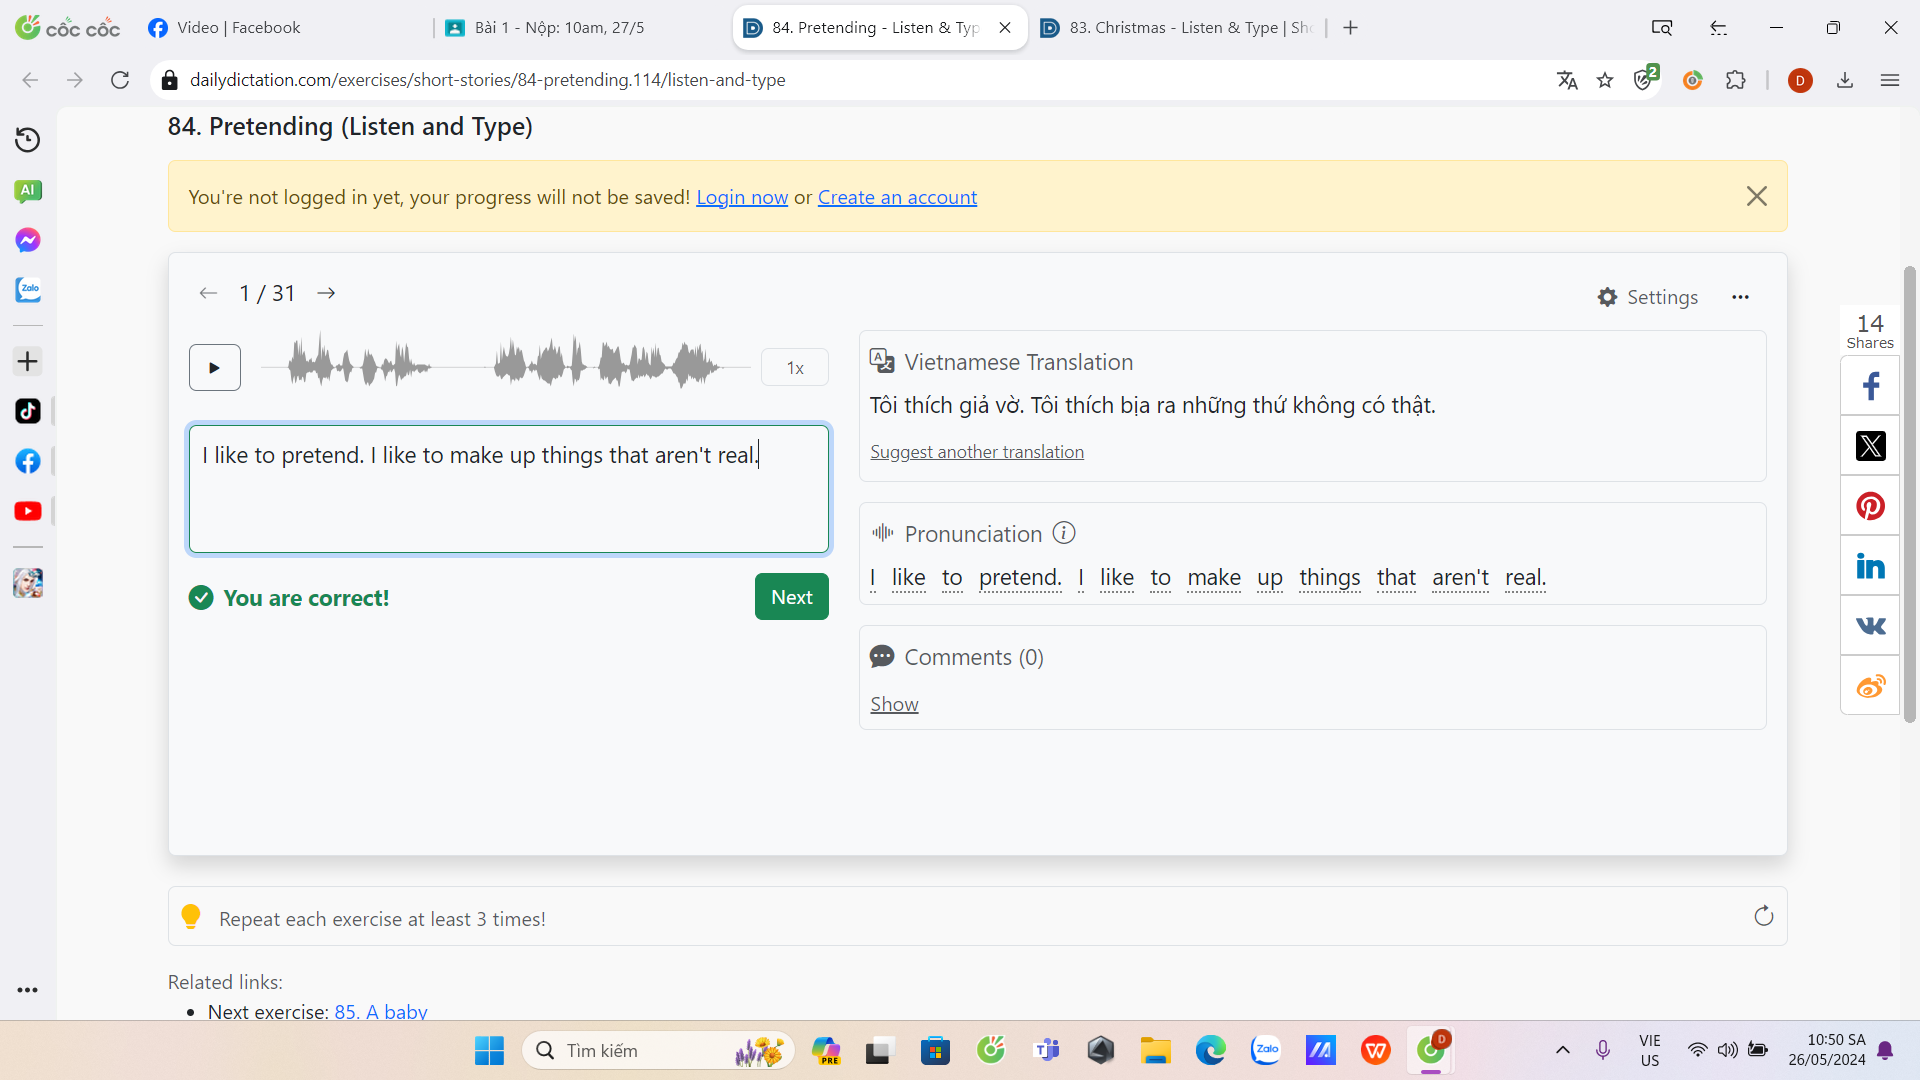 cốc cốc
Video | Facebook
Bài 1 - Nộp: 10am, 27/5
84. Pretending - Listen & Typ
83. Christmas - Listen & Type | Sho
dailydictation.com/exercises/short-stories/84-pretending.114/listen-and-type
2
D
84. Pretending (Listen and Type)
AI
You're not logged in yet, your progress will not be saved! Login now or Create an account
Zalo
1 / 31
Settings
14
Shares
1x
Vietnamese Translation
Tôi thích giả vờ. Tôi thích bịa ra những thứ không có thật.
Suggest another translation
I like to pretend. I like to make up things that aren't real.
Pronunciation
I like to pretend. I like to make up things that aren't real.
You are correct!
Next
Comments (0)
Show
Repeat each exercise at least 3 times!
Related links:
Next exercise: 85. A baby
Tìm kiếm
PRE
Zalo
D
VIE
US
10:50 SA
26/05/2024